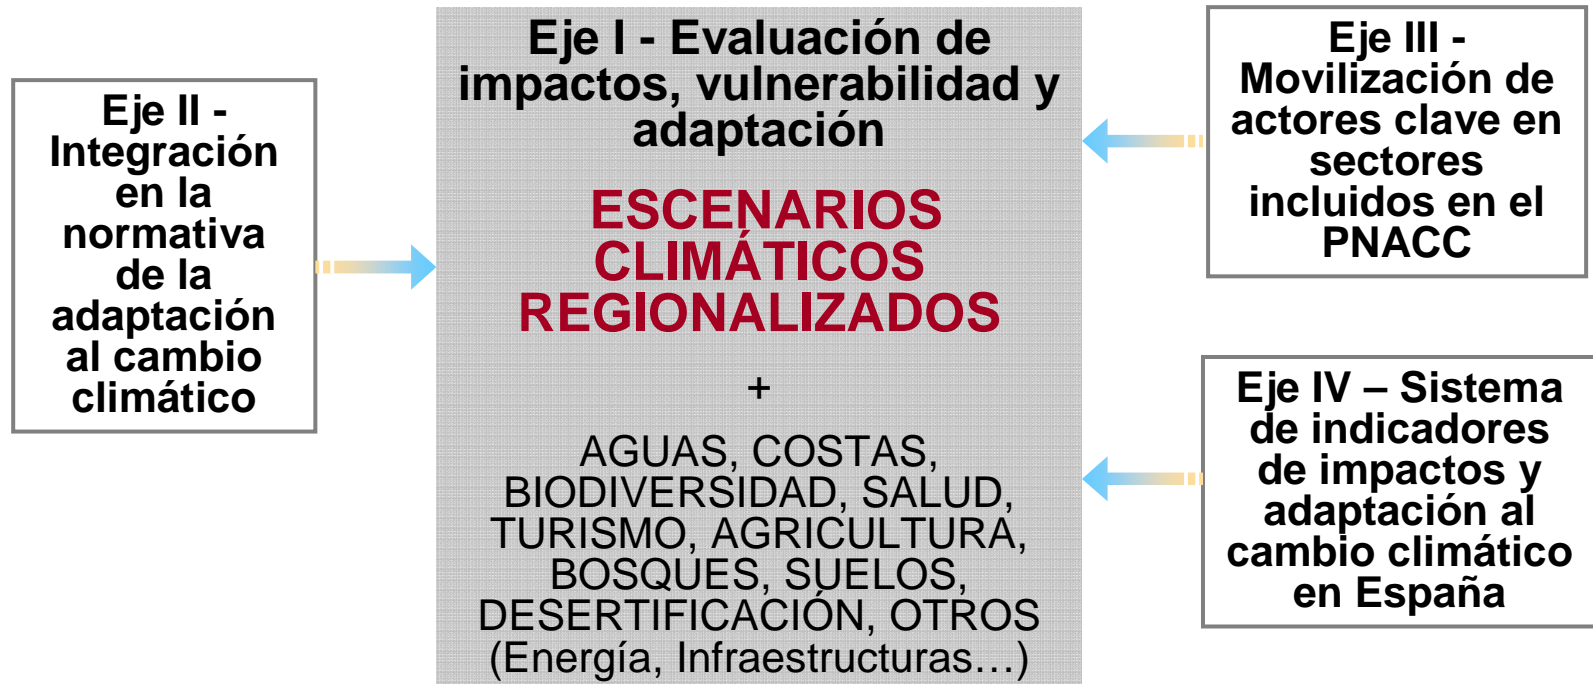 Eje II -
Integración
en la
normativa
de la
adaptación
al cambio
climático
Eje I - Evaluación de
impactos, vulnerabilidad y
adaptación
ESCENARIOS
CLIMÁTICOS
REGIONALIZADOS
+
AGUAS, COSTAS,
BIODIVERSIDAD, SALUD,
TURISMO, AGRICULTURA,
BOSQUES, SUELOS,
DESERTIFICACIÓN, OTROS
(Energía, Infraestructuras…)
Eje III -
Movilización de
actores clave en
sectores
incluidos en el
PNACC
Eje IV – Sistema
de indicadores
de impactos y
adaptación al
cambio climático
en España